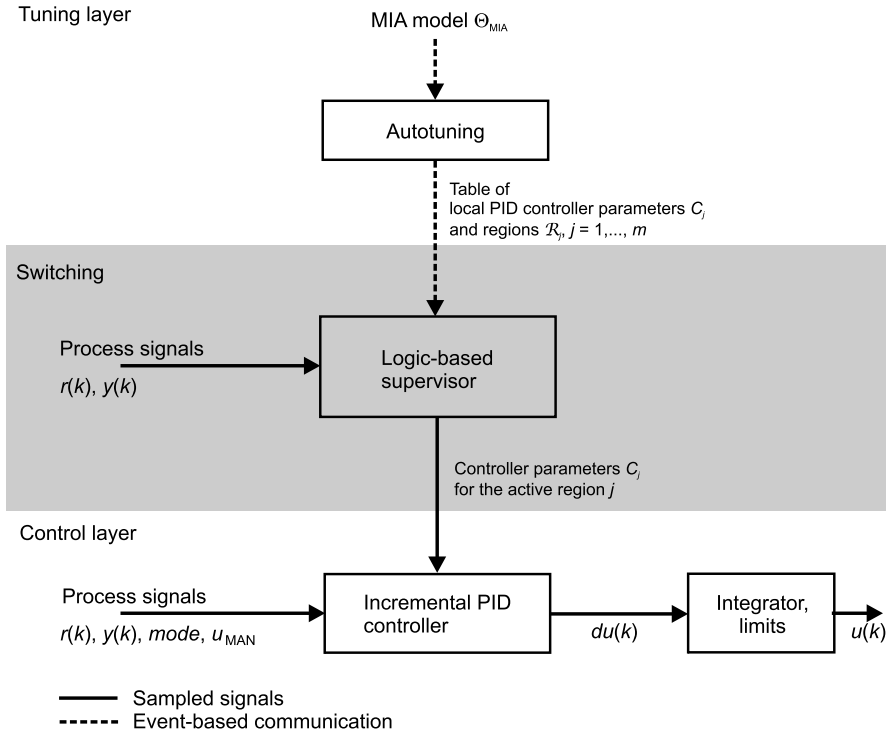 Tuning layer
MIA model Θ_MIA
Autotuning
Table of
local PID controller parameters C_j
and regions ℛ_j, j = 1,..., m
Switching
Process signals
r(k), y(k)
Logic-based
supervisor
Controller parameters C_j
for the active region j
Control layer
Process signals
r(k), y(k), mode, u_MAN
Incremental PID
controller
du(k)
Integrator,
limits
u(k)
Sampled signals
Event-based communication